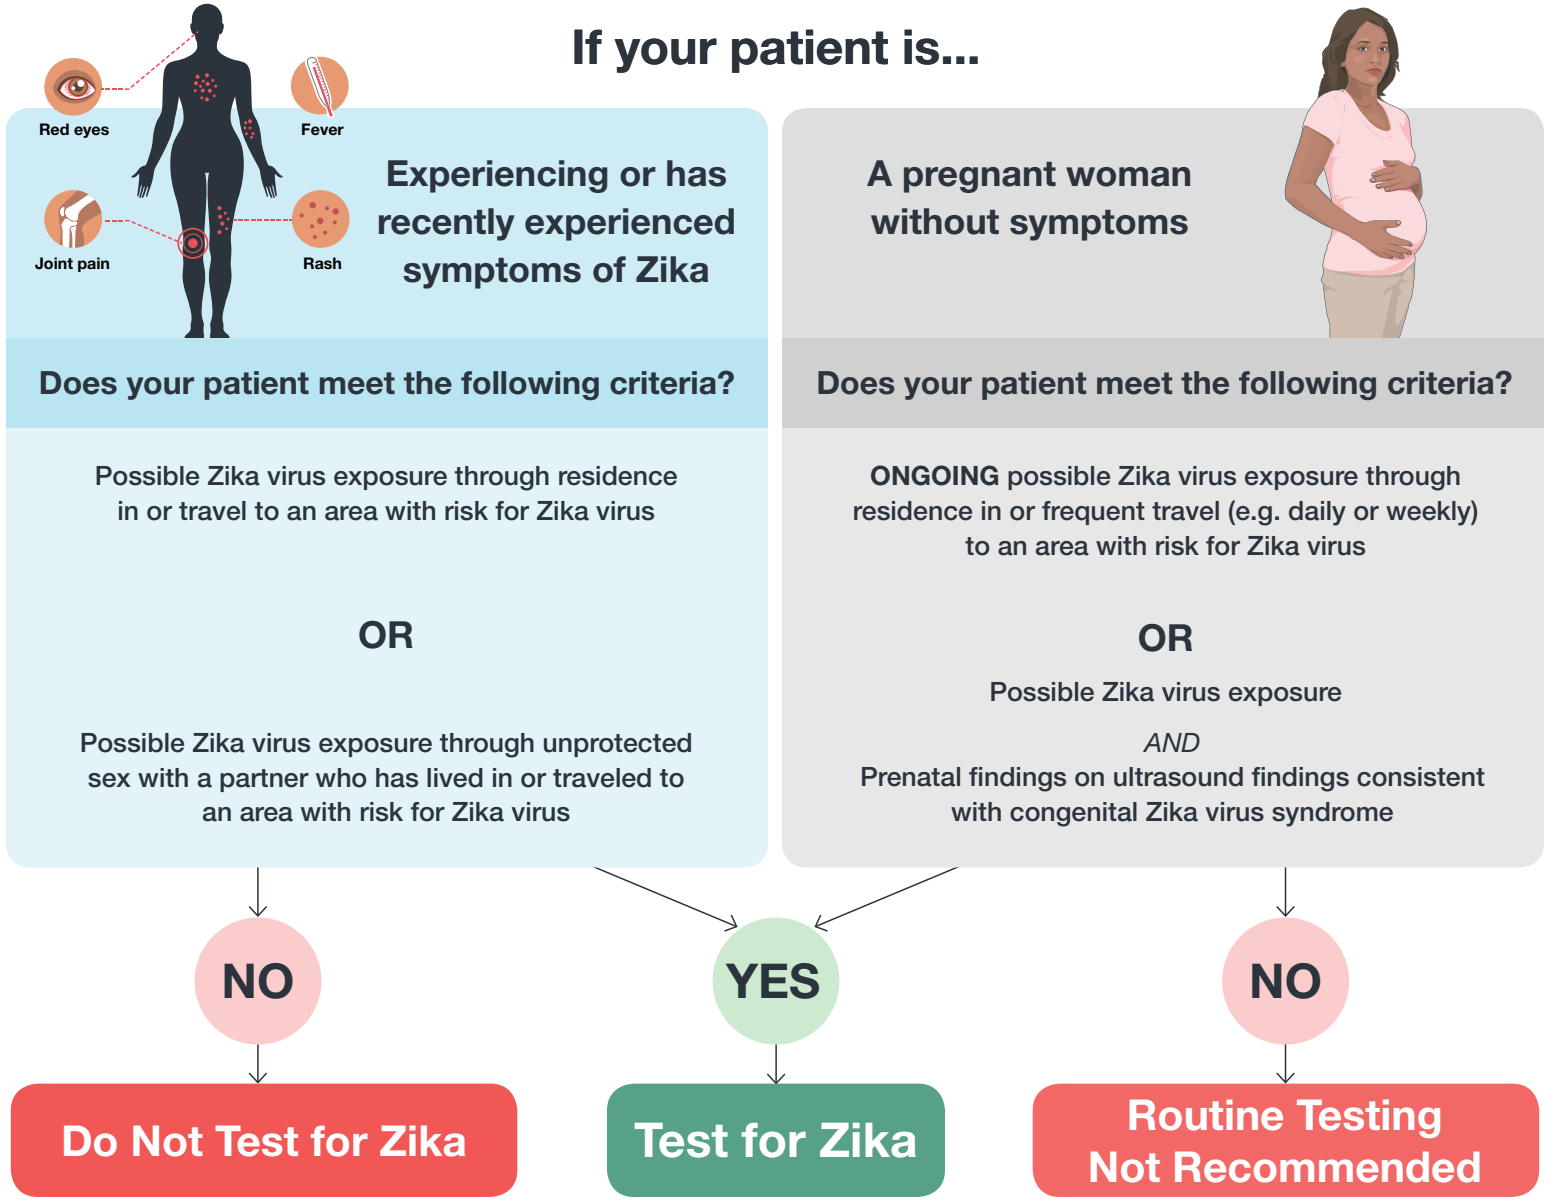 If your patient is...
Red eyes
Fever
Joint pain
Rash
Experiencing or has
recently experienced
symptoms of Zika
Does your patient meet the following criteria?
Possible Zika virus exposure through residence
in or travel to an area with risk for Zika virus
OR
Possible Zika virus exposure through unprotected
sex with a partner who has lived in or traveled to
an area with risk for Zika virus
A pregnant woman
without symptoms
Does your patient meet the following criteria?
ONGOING possible Zika virus exposure through
residence in or frequent travel (e.g. daily or weekly)
to an area with risk for Zika virus
OR
Possible Zika virus exposure
AND
Prenatal findings on ultrasound findings consistent
with congenital Zika virus syndrome
NO
YES
NO
Do Not Test for Zika
Test for Zika
Routine Testing
Not Recommended